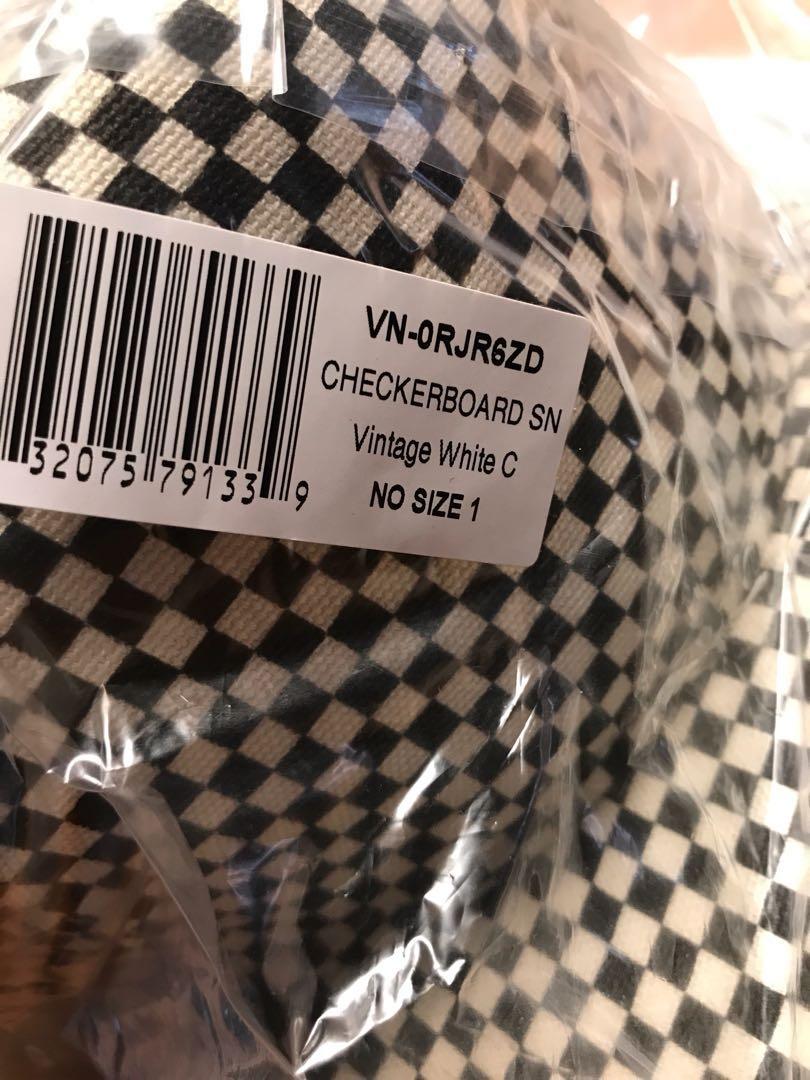 VN-0RJR6ZD
CHECKERBOARD SN
Vintage White C
NO SIZE 1
32075 79133 9